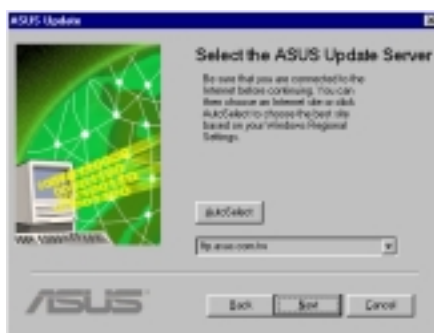 ASUS Update
Select the ASUS Update Server
Be sure that you are connected to the
Internet before continuing. You can
then choose an Internet site or click
AutoSelect to choose the best site
based on your Windows Regional
Settings.
AutoSelect
ftp.asus.com.tw
ASUS
Back
Next
Cancel